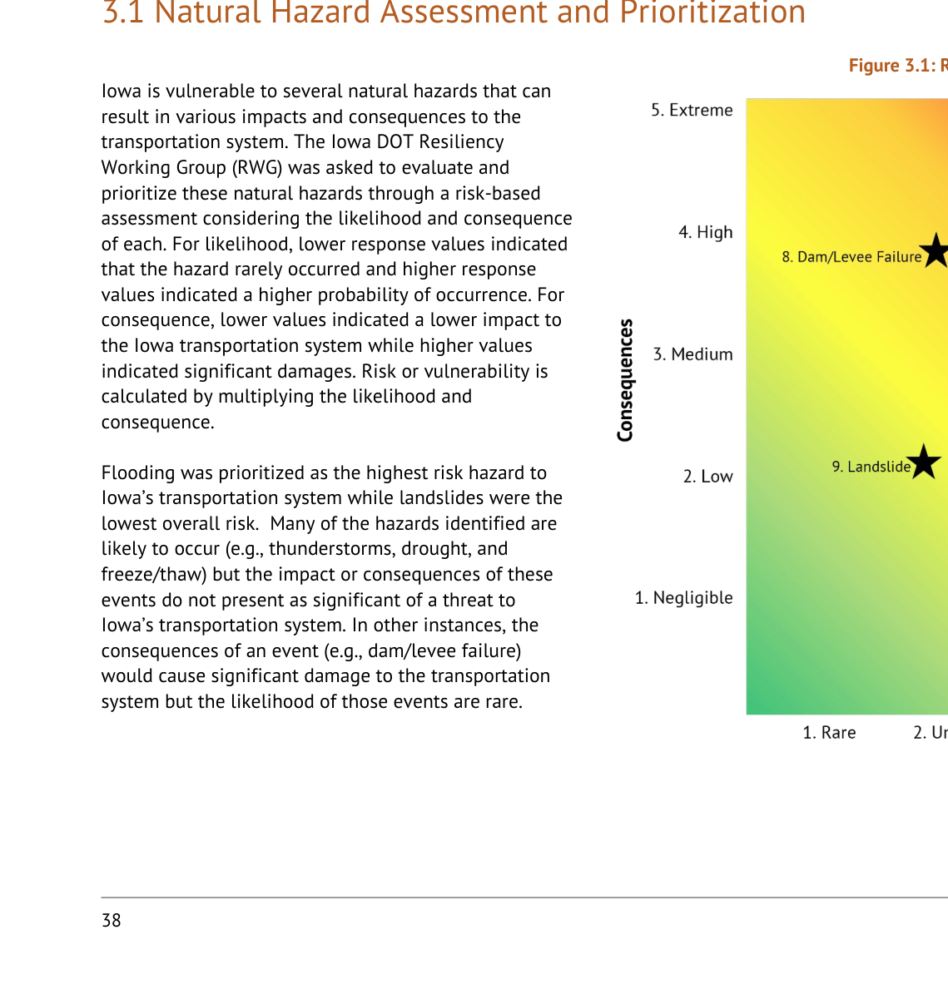 3.1 Natural Hazard Assessment and Prioritization
Iowa is vulnerable to several natural hazards that can
result in various impacts and consequences to the
transportation system. The Iowa DOT Resiliency
Working Group (RWG) was asked to evaluate and
prioritize these natural hazards through a risk-based
assessment considering the likelihood and consequence
of each. For likelihood, lower response values indicated
that the hazard rarely occurred and higher response
values indicated a higher probability of occurrence. For
consequence, lower values indicated a lower impact to
the Iowa transportation system while higher values
indicated significant damages. Risk or vulnerability is
calculated by multiplying the likelihood and
consequence.
Flooding was prioritized as the highest risk hazard to
Iowa’s transportation system while landslides were the
lowest overall risk.  Many of the hazards identified are
likely to occur (e.g., thunderstorms, drought, and
freeze/thaw) but the impact or consequences of these
events do not present as significant of a threat to
Iowa’s transportation system. In other instances, the
consequences of an event (e.g., dam/levee failure)
would cause significant damage to the transportation
system but the likelihood of those events are rare.
Figure 3.1:
5. Extreme
4. High
8. Dam/Levee Failure
Consequences
3. Medium
9. Landslide
2. Low
1. Negligible
1. Rare
2.
38